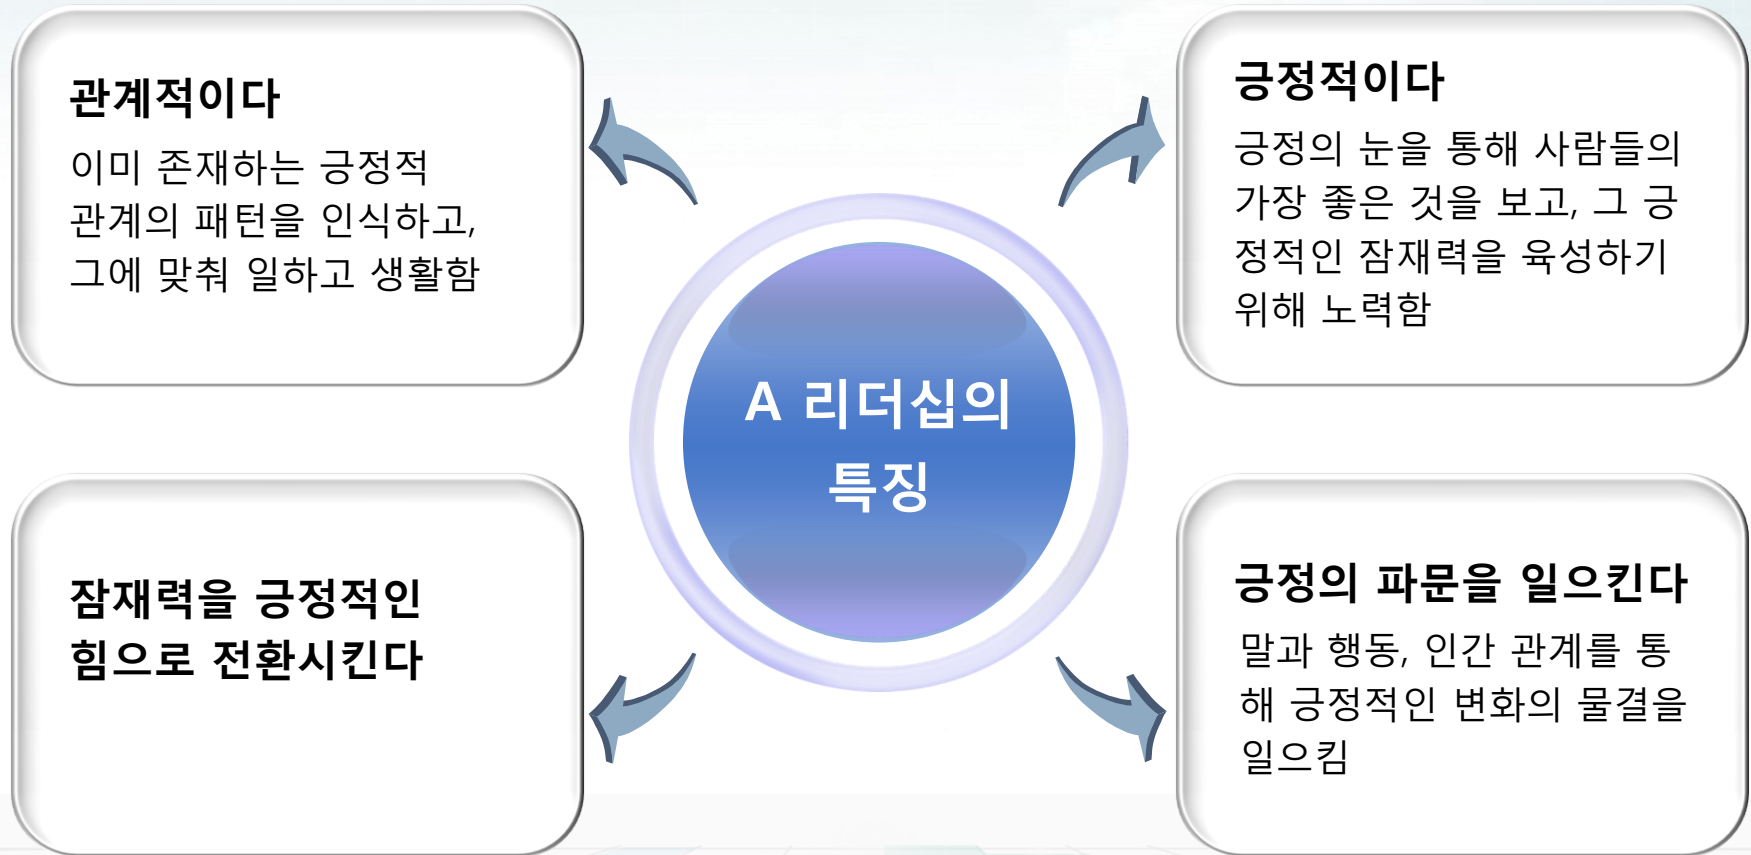 관계적이다
이미 존재하는 긍정적
관계의 패턴을 인식하고,
그에 맞춰 일하고 생활함
긍정적이다
긍정의 눈을 통해 사람들의
가장 좋은 것을 보고, 그 긍
정적인 잠재력을 육성하기
위해 노력함
A 리더십의
특징
잠재력을 긍정적인
힘으로 전환시킨다
긍정의 파문을 일으킨다
말과 행동, 인간 관계를 통
해 긍정적인 변화의 물결을
일으킴